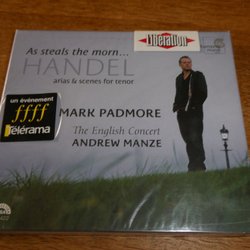 As steals the morn...
HANDEL
arias & scenes for tenor
Libération
un événement
ffff
Télérama
MARK PADMORE
The English Concert
ANDREW MANZE